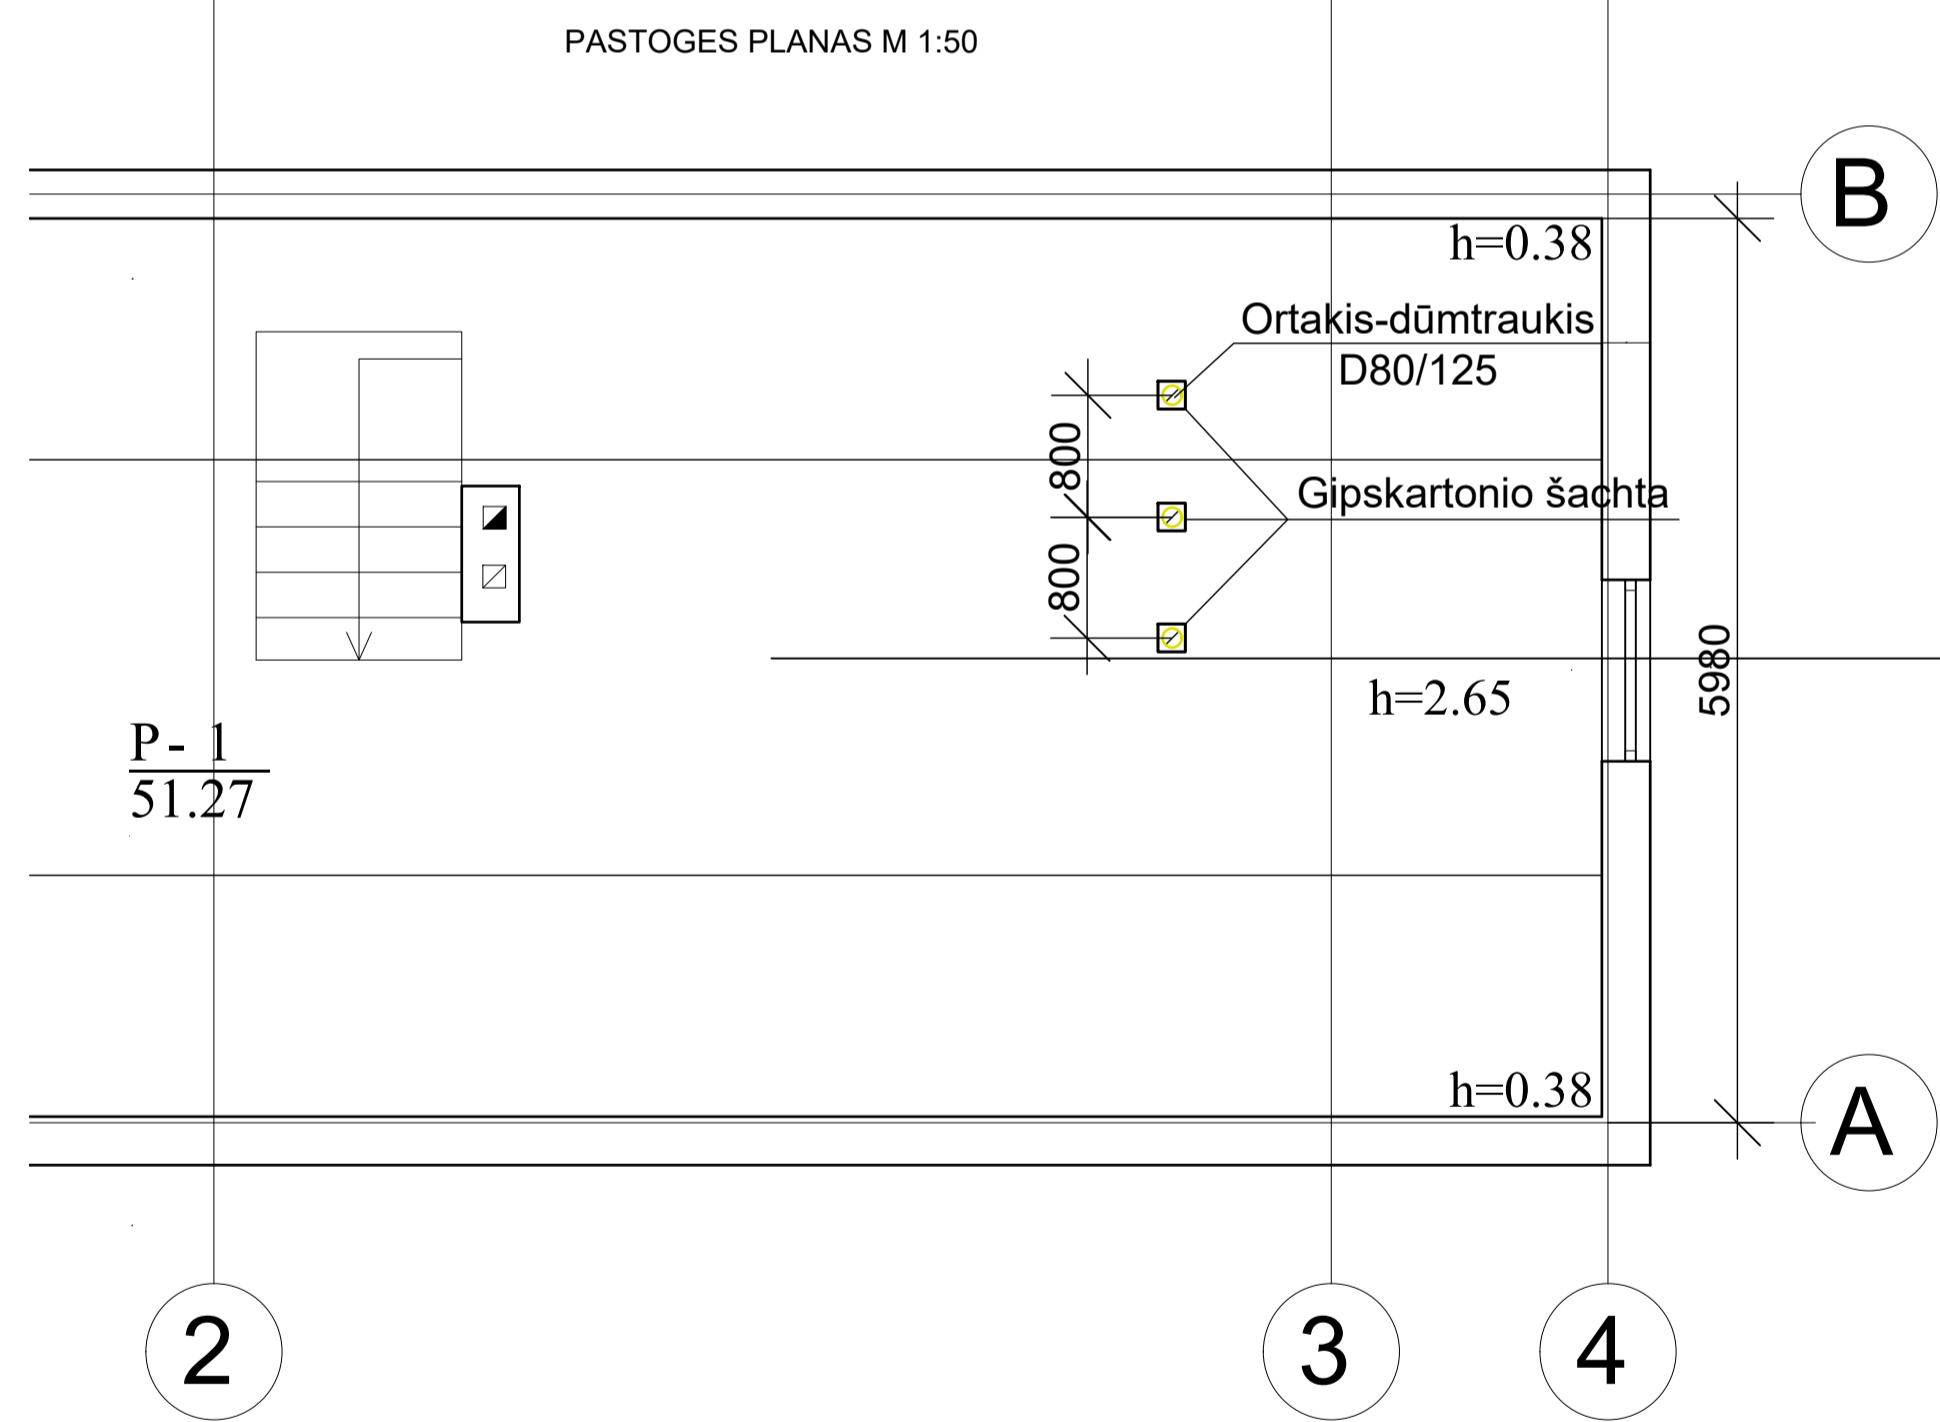 PASTOGES PLANAS M 1:50
B
h=0.38
Ortakis-dūmtraukis
D80/125
800
Gipskartonio šachta
800
5980
h=2.65
P- 1
51.27
h=0.38
A
2
3
4